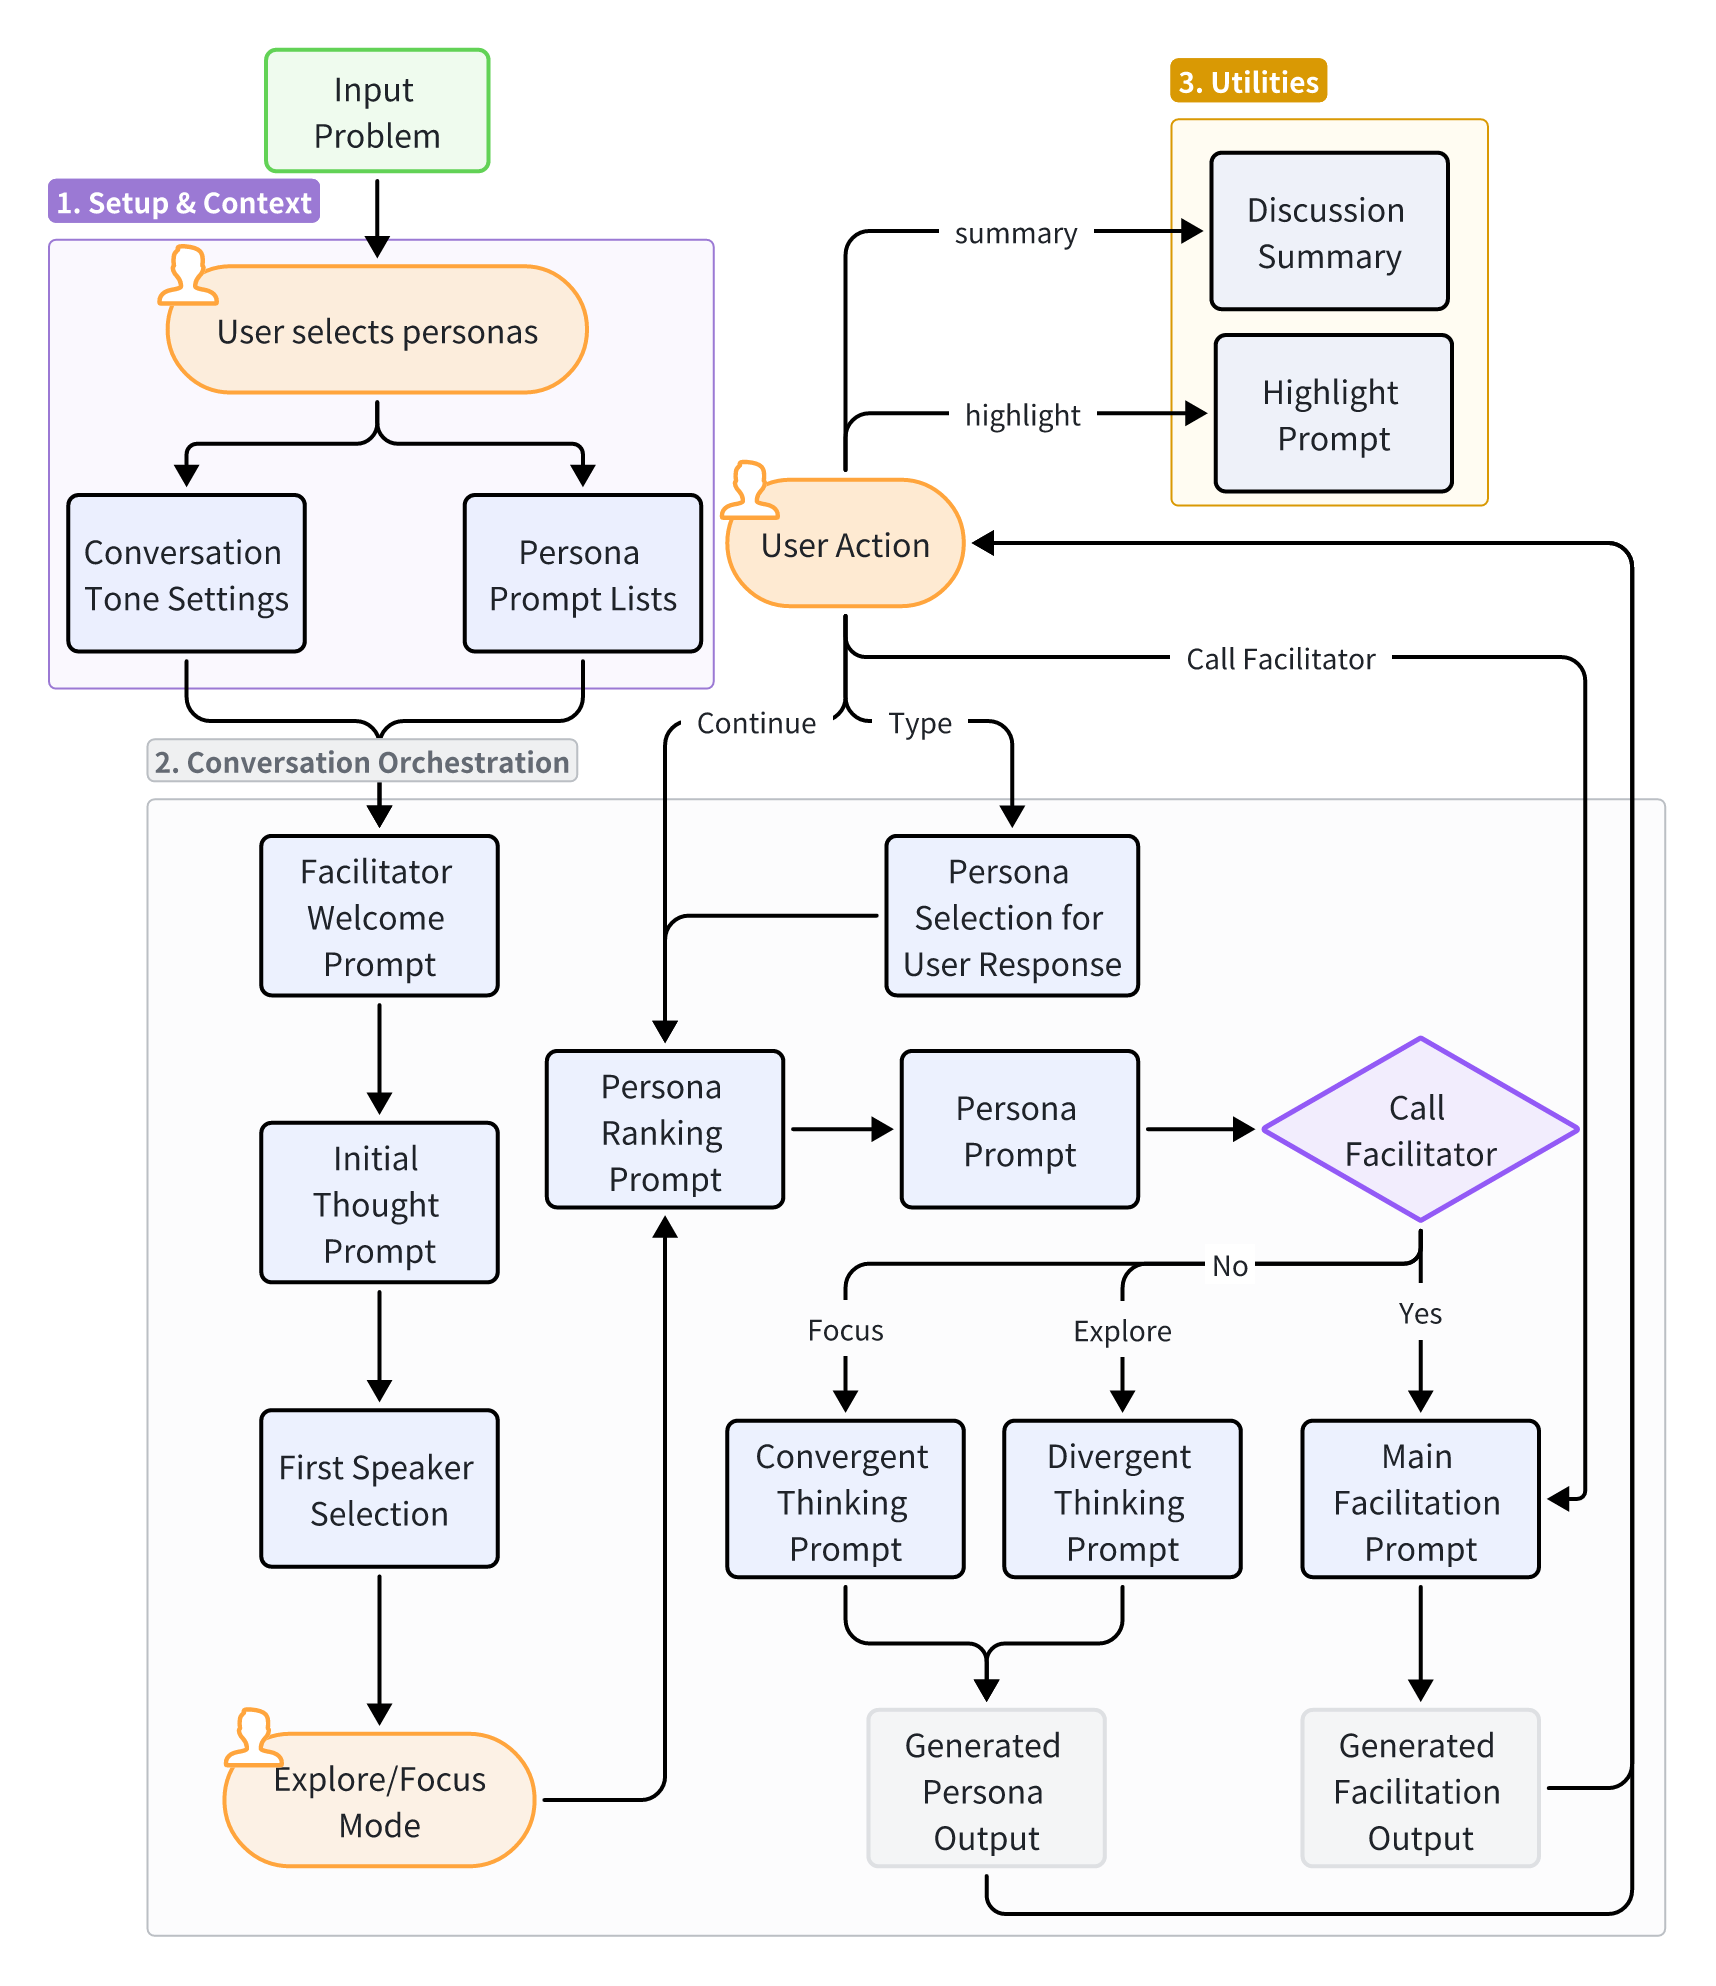 Input
Problem
1. Setup & Context
User selects personas
Conversation
Tone Settings
Persona
Prompt Lists
3. Utilities
summary
Discussion
Summary
highlight
Highlight
Prompt
User Action
Call Facilitator
Continue
Type
2. Conversation Orchestration
Facilitator
Welcome
Prompt
Initial
Thought
Prompt
First Speaker
Selection
Explore/Focus
Mode
Persona
Selection for
User Response
Persona
Ranking
Prompt
Persona
Prompt
Call
Facilitator
No
Yes
Focus
Explore
Convergent
Thinking
Prompt
Divergent
Thinking
Prompt
Main
Facilitation
Prompt
Generated
Persona
Output
Generated
Facilitation
Output